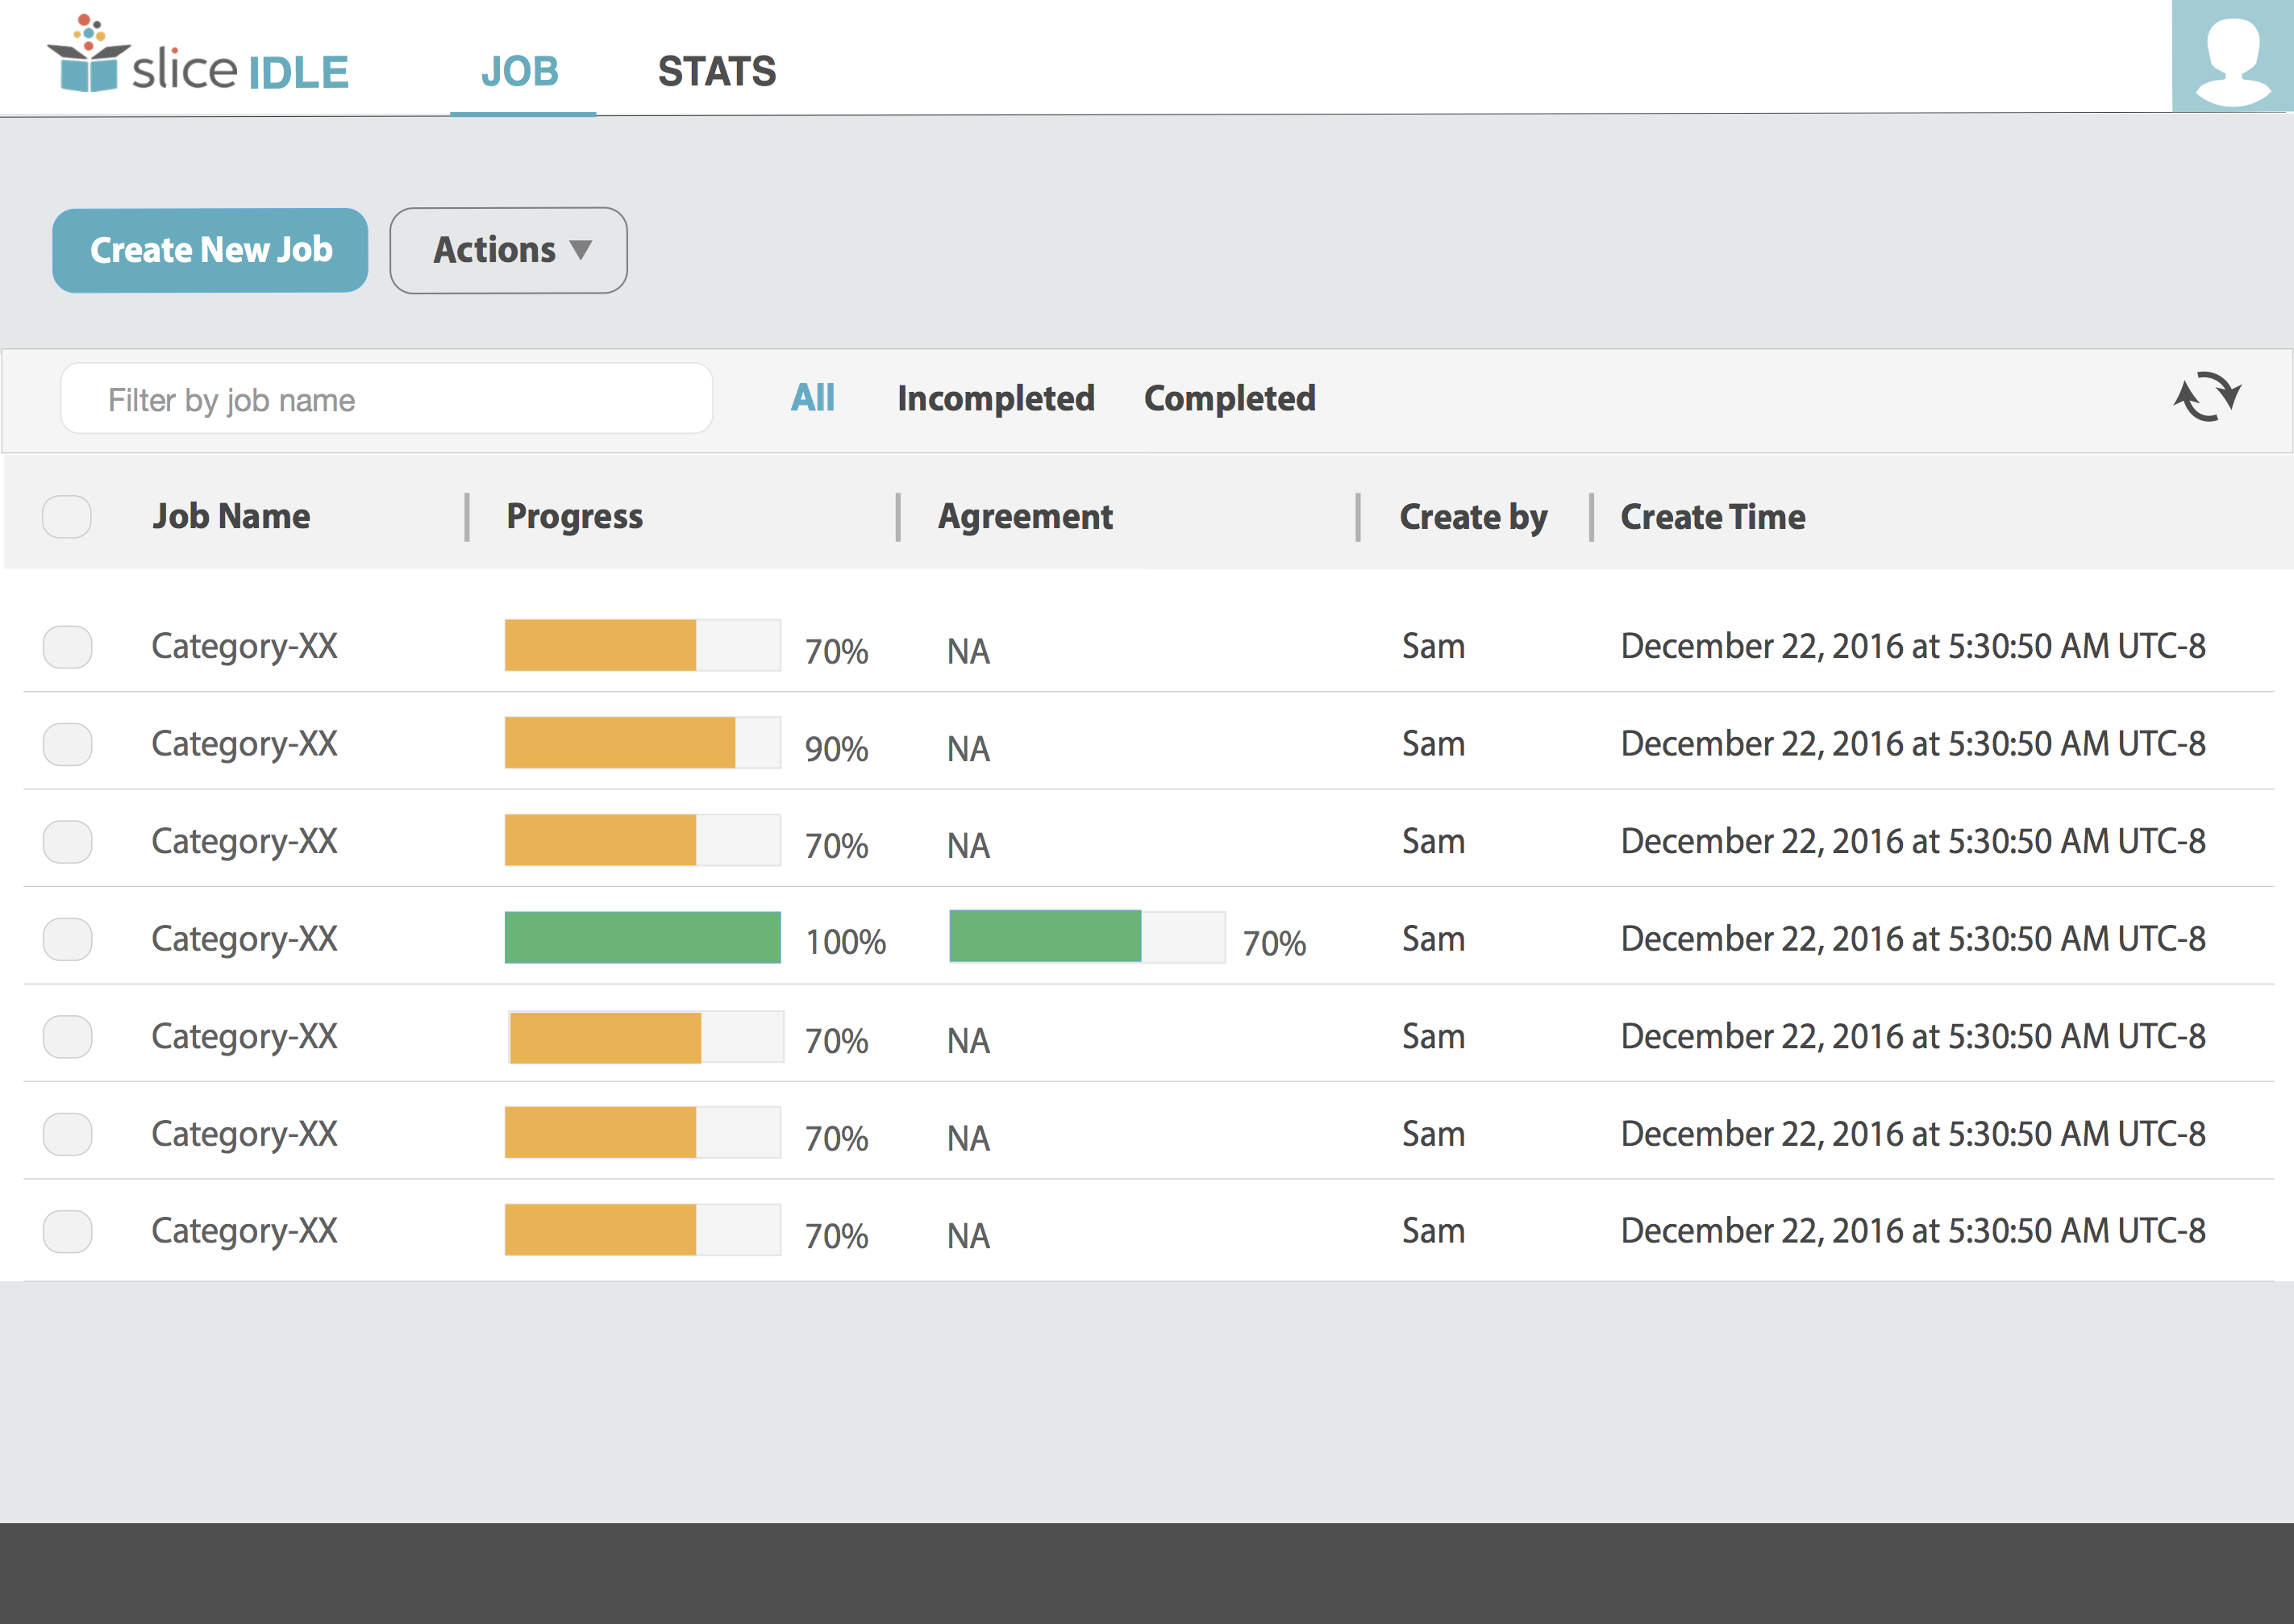 slice IDLE JOB STATS
Create New Job Actions
Filter by job name All Incompleted Completed
Job Name Progress Agreement Create by Create Time
Category-XX 70% NA Sam December 22, 2016 at 5:30:50 AM UTC-8
Category-XX 90% NA Sam December 22, 2016 at 5:30:50 AM UTC-8
Category-XX 70% NA Sam December 22, 2016 at 5:30:50 AM UTC-8
Category-XX 100% 70% Sam December 22, 2016 at 5:30:50 AM UTC-8
Category-XX 70% NA Sam December 22, 2016 at 5:30:50 AM UTC-8
Category-XX 70% NA Sam December 22, 2016 at 5:30:50 AM UTC-8
Category-XX 70% NA Sam December 22, 2016 at 5:30:50 AM UTC-8